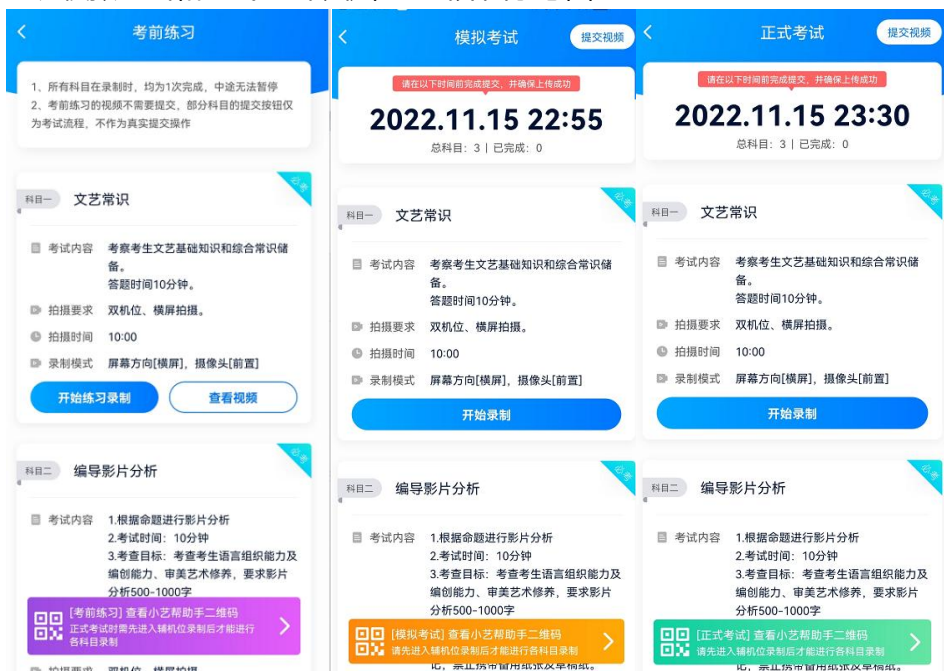 考前练习
1、所有科目在录制时，均为1次完成，中途无法暂停
2、考前练习的视频不需要提交，部分科目的提交按钮仅
为考试流程，不作为真实提交操作
必考
科目一
文艺常识
考试内容
考察考生文艺基础知识和综合常识储
备。
答题时间10分钟。
拍摄要求
双机位、横屏拍摄。
拍摄时间
10:00
录制模式
屏幕方向[横屏]，摄像头[前置]
开始练习录制
查看视频
必考
科目二
编导影片分析
考试内容
1.根据命题进行影片分析
2.考试时间：10分钟
3.考查目标：考查考生语言组织能力及
编创能力、审美艺术修养，要求影片
分析500-1000字
[考前练习] 查看小艺帮助手二维码
正式考试时需先进入辅机位录制后才能进行
各科目录制
模拟考试
提交视频
请在以下时间前完成提交，并确保上传成功
2022.11.15 22:55
总科目：3 | 已完成：0
必考
科目一
文艺常识
考试内容
考察考生文艺基础知识和综合常识储
备。
答题时间10分钟。
拍摄要求
双机位、横屏拍摄。
拍摄时间
10:00
录制模式
屏幕方向[横屏]，摄像头[前置]
开始录制
必考
科目二
编导影片分析
考试内容
1.根据命题进行影片分析
2.考试时间：10分钟
3.考查目标：考查考生语言组织能力及
编创能力、审美艺术修养，要求影片
分析500-1000字
[模拟考试] 查看小艺帮助手二维码
请先进入辅机位录制后才能进行各科目录制
正式考试
提交视频
请在以下时间前完成提交，并确保上传成功
2022.11.15 23:30
总科目：3 | 已完成：0
必考
科目一
文艺常识
考试内容
考察考生文艺基础知识和综合常识储
备。
答题时间10分钟。
拍摄要求
双机位、横屏拍摄。
拍摄时间
10:00
录制模式
屏幕方向[横屏]，摄像头[前置]
开始录制
必考
科目二
编导影片分析
考试内容
1.根据命题进行影片分析
2.考试时间：10分钟
3.考查目标：考查考生语言组织能力及
编创能力、审美艺术修养，要求影片
分析500-1000字
[正式考试] 查看小艺帮助手二维码
请先进入辅机位录制后才能进行各科目录制